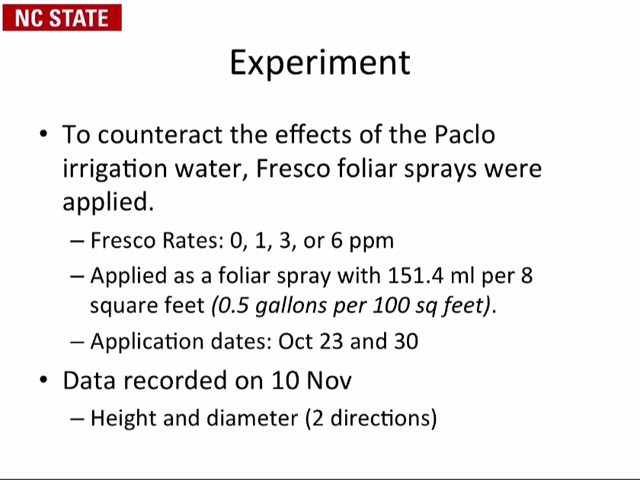 NC STATE
Experiment
• To counteract the effects of the Paclo
irrigation water, Fresco foliar sprays were
applied.
– Fresco Rates: 0, 1, 3, or 6 ppm
– Applied as a foliar spray with 151.4 ml per 8
square feet (0.5 gallons per 100 sq feet).
– Application dates: Oct 23 and 30
• Data recorded on 10 Nov
– Height and diameter (2 directions)